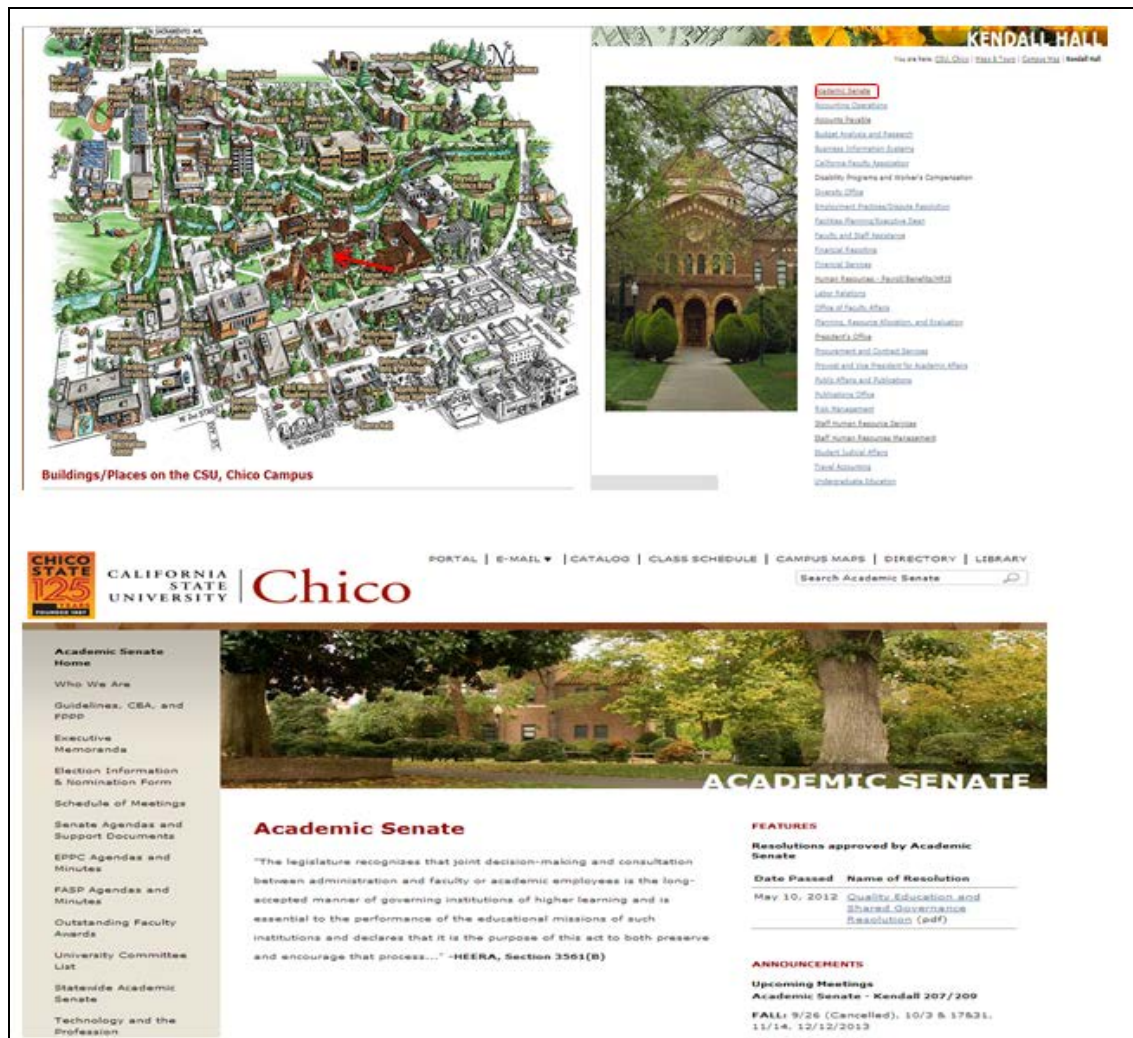 Buildings/Places on the CSU, Chico Campus
KENDALL HALL
You are here: CSU, Chico | Maps & Tours | Campus Map | Kendall Hall
Academic Senate
Accounting Operations
Accounts Payable
Budget Analysis and Research
Business Information Systems
California Faculty Association
Disability Programs and Worker's Compensation
Diversity Office
Employment Practices/Dispute Resolution
Facilities Planning/Executive Dean
Faculty and Staff Assistance
Financial Reporting
Financial Services
Human Resources - Payroll/Benefits/HRIS
Labor Relations
Office of Faculty Affairs
Planning, Resource Allocation, and Evaluation
President's Office
Procurement and Contract Services
Provost and Vice President for Academic Affairs
Public Affairs and Publications
Publications Office
Risk Management
Staff Human Resource Services
Staff Human Resources Management
Student Judicial Affairs
Travel Accounting
Undergraduate Education
CHICO
STATE
125
YEARS
FOUNDED 1887
CALIFORNIA
STATE
UNIVERSITY
Chico
PORTAL | E-MAIL ▼ | CATALOG | CLASS SCHEDULE | CAMPUS MAPS | DIRECTORY | LIBRARY
Search Academic Senate
Academic Senate
Home
Who We Are
Guidelines, CBA, and
FPPP
Executive
Memoranda
Election Information
& Nomination Form
Schedule of Meetings
Senate Agendas and
Support Documents
EPPC Agendas and
Minutes
FASP Agendas and
Minutes
Outstanding Faculty
Awards
University Committee
List
Statewide Academic
Senate
Technology and the
Profession
ACADEMIC SENATE
Academic Senate
"The legislature recognizes that joint decision-making and consultation
between administration and faculty or academic employees is the long-
accepted manner of governing institutions of higher learning and is
essential to the performance of the educational missions of such
institutions and declares that it is the purpose of this act to both preserve
and encourage that process..." -HEERA, Section 3561(B)
FEATURES
Resolutions approved by Academic
Senate
Date Passed Name of Resolution
May 10, 2012 Quality Education and
Shared Governance
Resolution (pdf)
ANNOUNCEMENTS
Upcoming Meetings
Academic Senate - Kendall 207/209
FALL: 9/26 (Cancelled), 10/3 & 17&31,
11/14, 12/12/2013